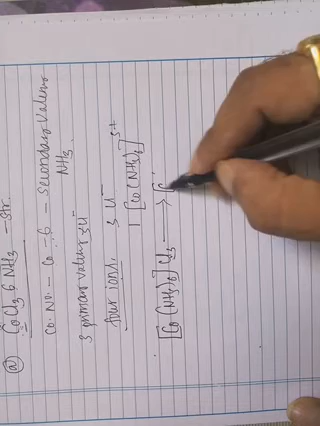 (a) CoCl3 6 NH3 – Str.
Co. No. – Co – 6 – Secondary Valency
NH3
3 primary valency 3Cl⁻
four ions. 3 Cl⁻
1 [Co(NH3)6]3+
[Co(NH3)6] Cl3 ⟶ [